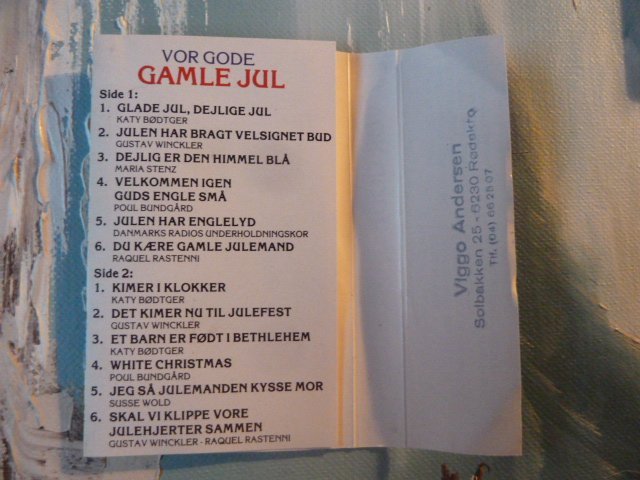 VOR GODE
GAMLE JUL
Side 1:
1. GLADE JUL, DEJLIGE JUL
KATY BØDTGER
2. JULEN HAR BRAGT VELSIGNET BUD
GUSTAV WINCKLER
3. DEJLIG ER DEN HIMMEL BLÅ
MARIA STENZ
4. VELKOMMEN IGEN
GUDS ENGLE SMÅ
POUL BUNDGÅRD
5. JULEN HAR ENGLELYD
DANMARKS RADIOS UNDERHOLDNINGSKOR
6. DU KÆRE GAMLE JULEMAND
RAQUEL RASTENNI
Side 2:
1. KIMER I KLOKKER
KATY BØDTGER
2. DET KIMER NU TIL JULEFEST
GUSTAV WINCKLER
3. ET BARN ER FØDT I BETHLEHEM
KATY BØDTGER
4. WHITE CHRISTMAS
POUL BUNDGÅRD
5. JEG SÅ JULEMANDEN KYSSE MOR
SUSSE WOLD
6. SKAL VI KLIPPE VORE
JULEHJERTER SAMMEN
GUSTAV WINCKLER - RAQUEL RASTENNI
Viggo Andersen
Solbakken 25 - 6230 Rødekro
Tlf. (04) 66 25 07